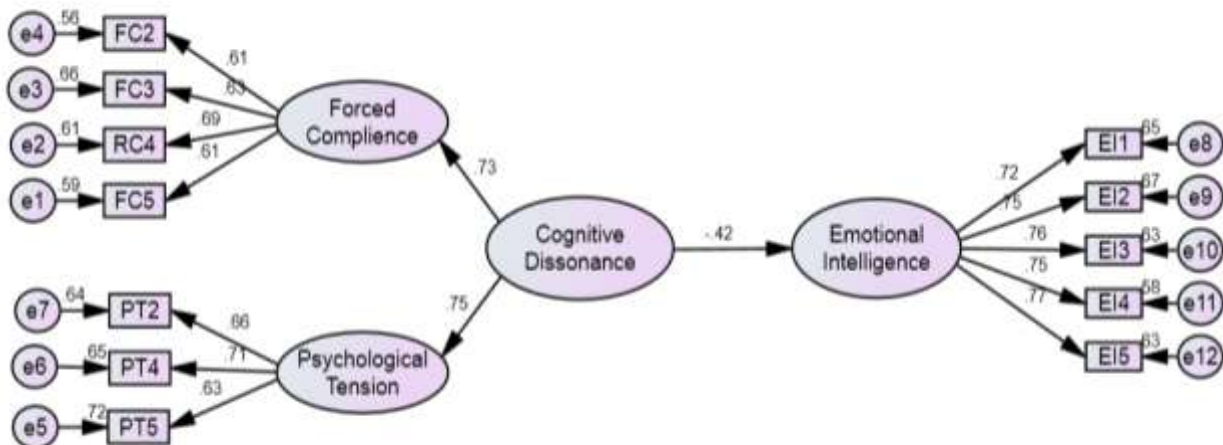 e4 .56 FC2
.61
e3 .66 FC3
.63
e2 .61 RC4
.69
e1 .59 FC5
.61
Forced
Complience
.73
e7 .64 PT2
.66
e6 .65 PT4
.71
e5 .72 PT5
.63
Psychological
Tension
.75
Cognitive
Dissonance
-.42
Emotional
Intelligence
.72
EI1 .65 e8
.75
EI2 .67 e9
.76
EI3 .63 e10
.75
EI4 .58 e11
.77
EI5 .63 e12